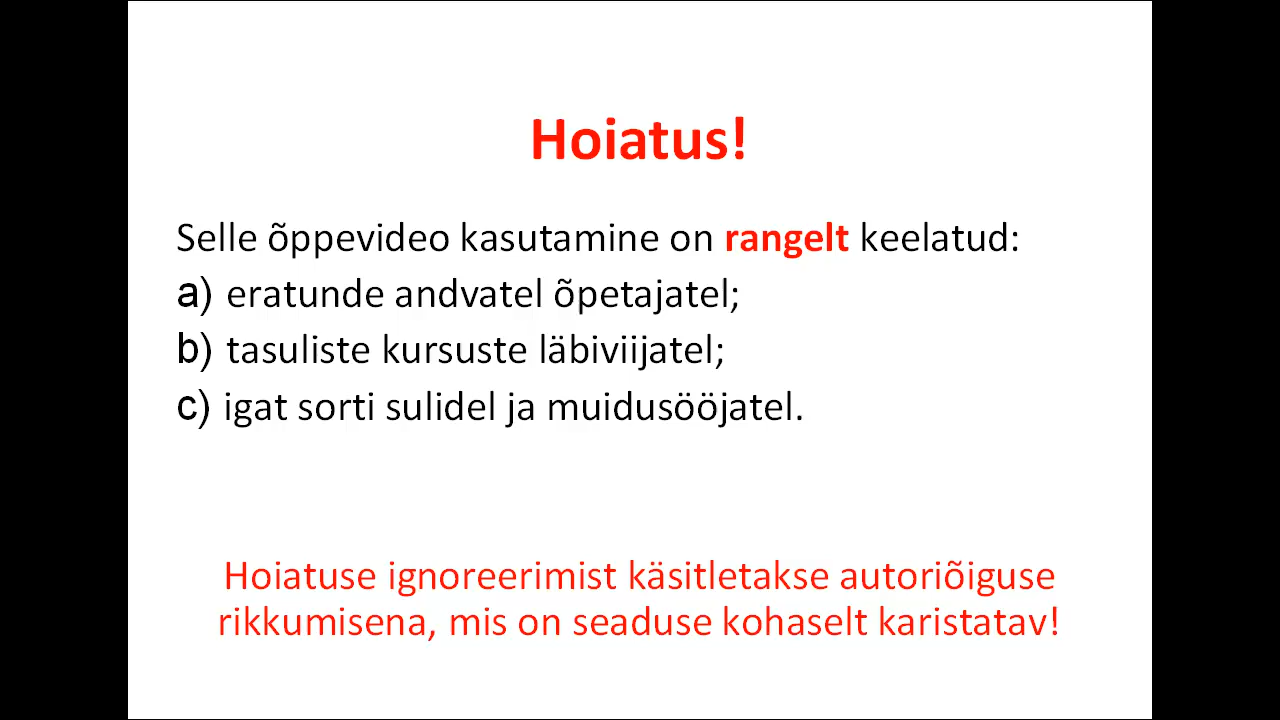 Hoiatus!
Selle õppevideo kasutamine on rangelt keelatud:
a) eratunde andvatel õpetajatel;
b) tasuliste kursuste läbiviijatel;
c) igat sorti sulidel ja muidusööjatel.
Hoiatuse ignoreerimist käsitletakse autoriõiguse
rikkumisena, mis on seaduse kohaselt karistatav!